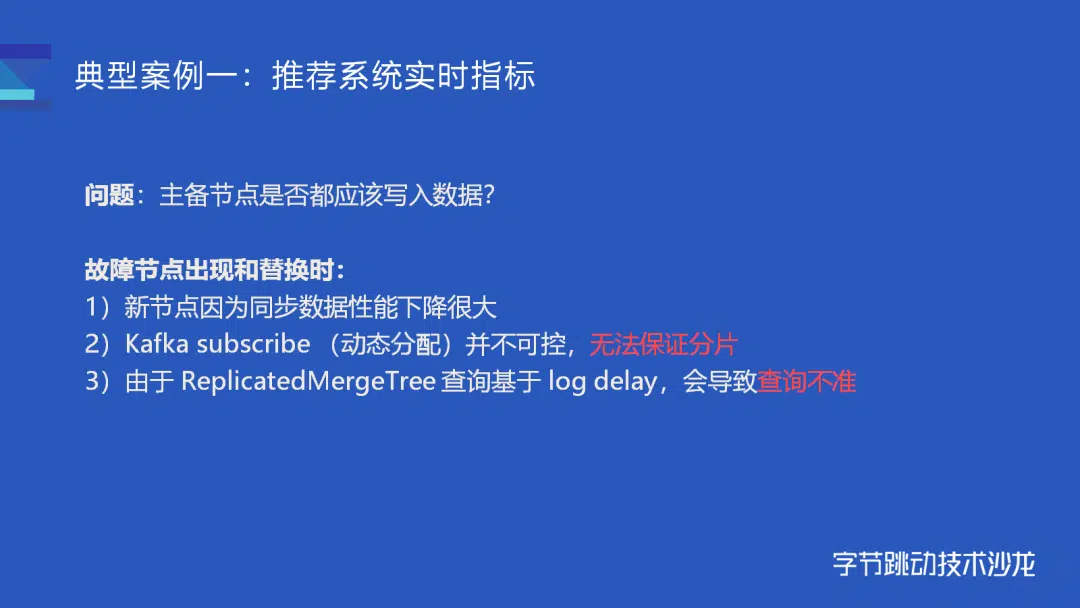 典型案例一：推荐系统实时指标
问题：主备节点是否都应该写入数据？
故障节点出现和替换时：
1）新节点因为同步数据性能下降很大
2）Kafka subscribe （动态分配）并不可控，无法保证分片
3）由于 ReplicatedMergeTree 查询基于 log delay，会导致查询不准
字节跳动技术沙龙